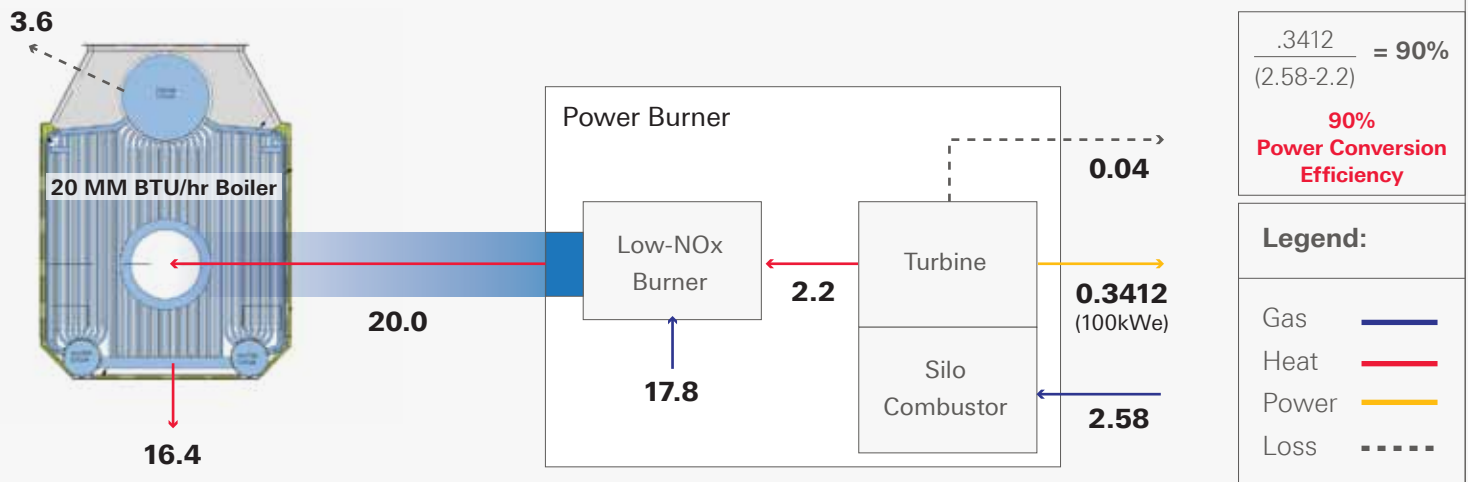 3.6
20 MM BTU/hr Boiler
16.4
20.0
Power Burner
Low-NOx
Burner
17.8
2.2
Turbine
Silo
Combustor
0.04
0.3412
(100kWe)
2.58
.3412
(2.58-2.2)
= 90%
90%
Power Conversion
Efficiency
Legend:
Gas
Heat
Power
Loss